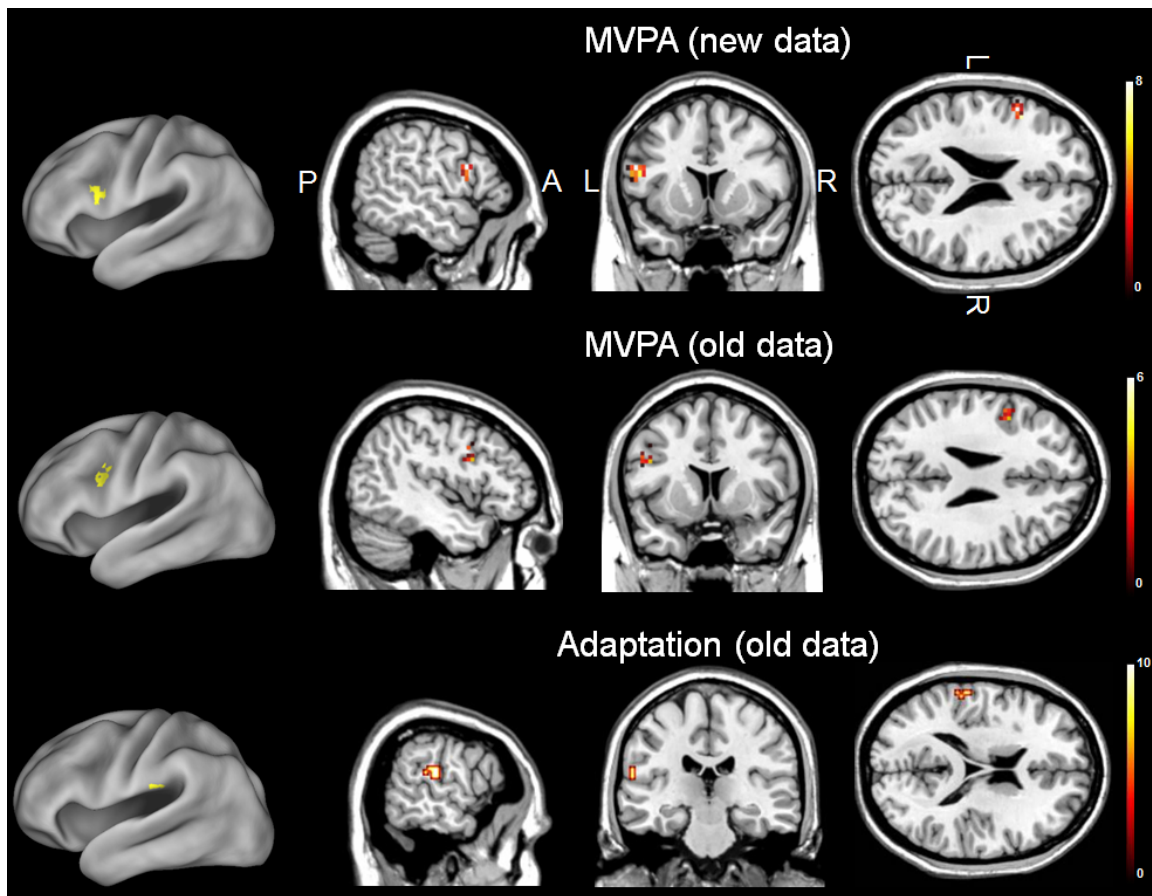 MVPA (new data)
L
8
P
A
L
R
0
R
MVPA (old data)
6
0
Adaptation (old data)
10
0